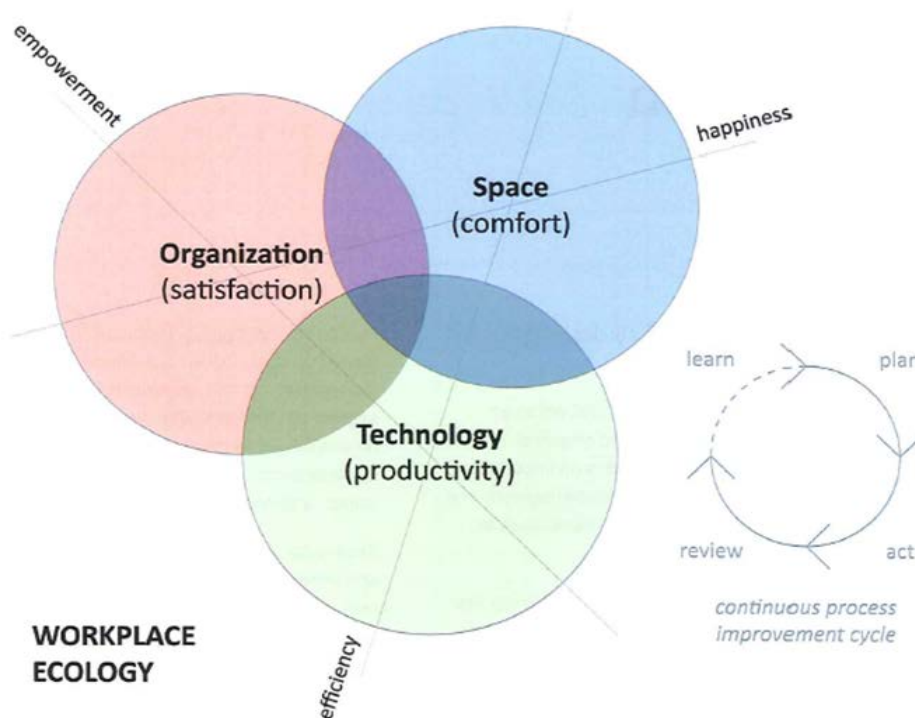 empowerment
happiness
Space
(comfort)
Organization
(satisfaction)
Technology
(productivity)
efficiency
WORKPLACE
ECOLOGY
learn
plan
review
act
continuous process
improvement cycle